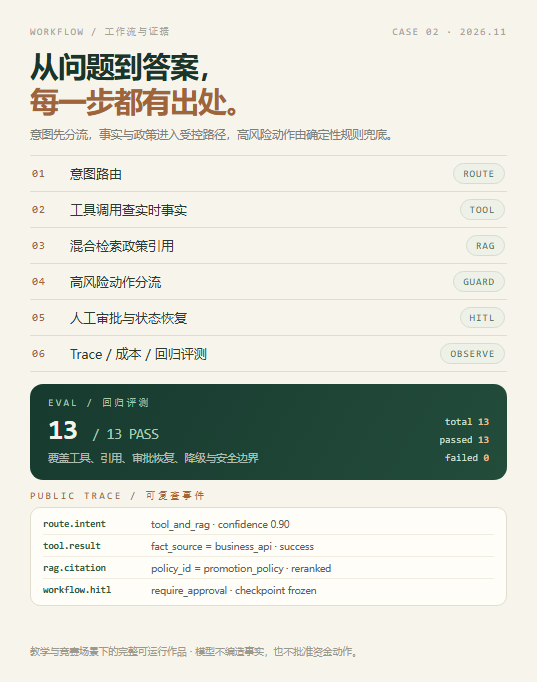 WORKFLOW / 工作流与证据
CASE 02 · 2026.11
从问题到答案，
每一步都有出处。
意图先分流，事实与政策进入受控路径，高风险动作由确定性规则兜底。
01 意图路由 ROUTE
02 工具调用查实时事实 TOOL
03 混合检索政策引用 RAG
04 高风险动作分流 GUARD
05 人工审批与状态恢复 HITL
06 Trace / 成本 / 回归评测 OBSERVE
EVAL / 回归评测
13 / 13 PASS
覆盖工具、引用、审批恢复、降级与安全边界
total 13
passed 13
failed 0
PUBLIC TRACE / 可复盘事件
route.intent tool_and_rag · confidence 0.90
tool.result fact_source = business_api · success
rag.citation policy_id = promotion_policy · reranked
workflow.hitl require_approval · checkpoint frozen
教学与竞赛场景下的完整可运行作品 · 模型不编造事实，也不批准资金动作。